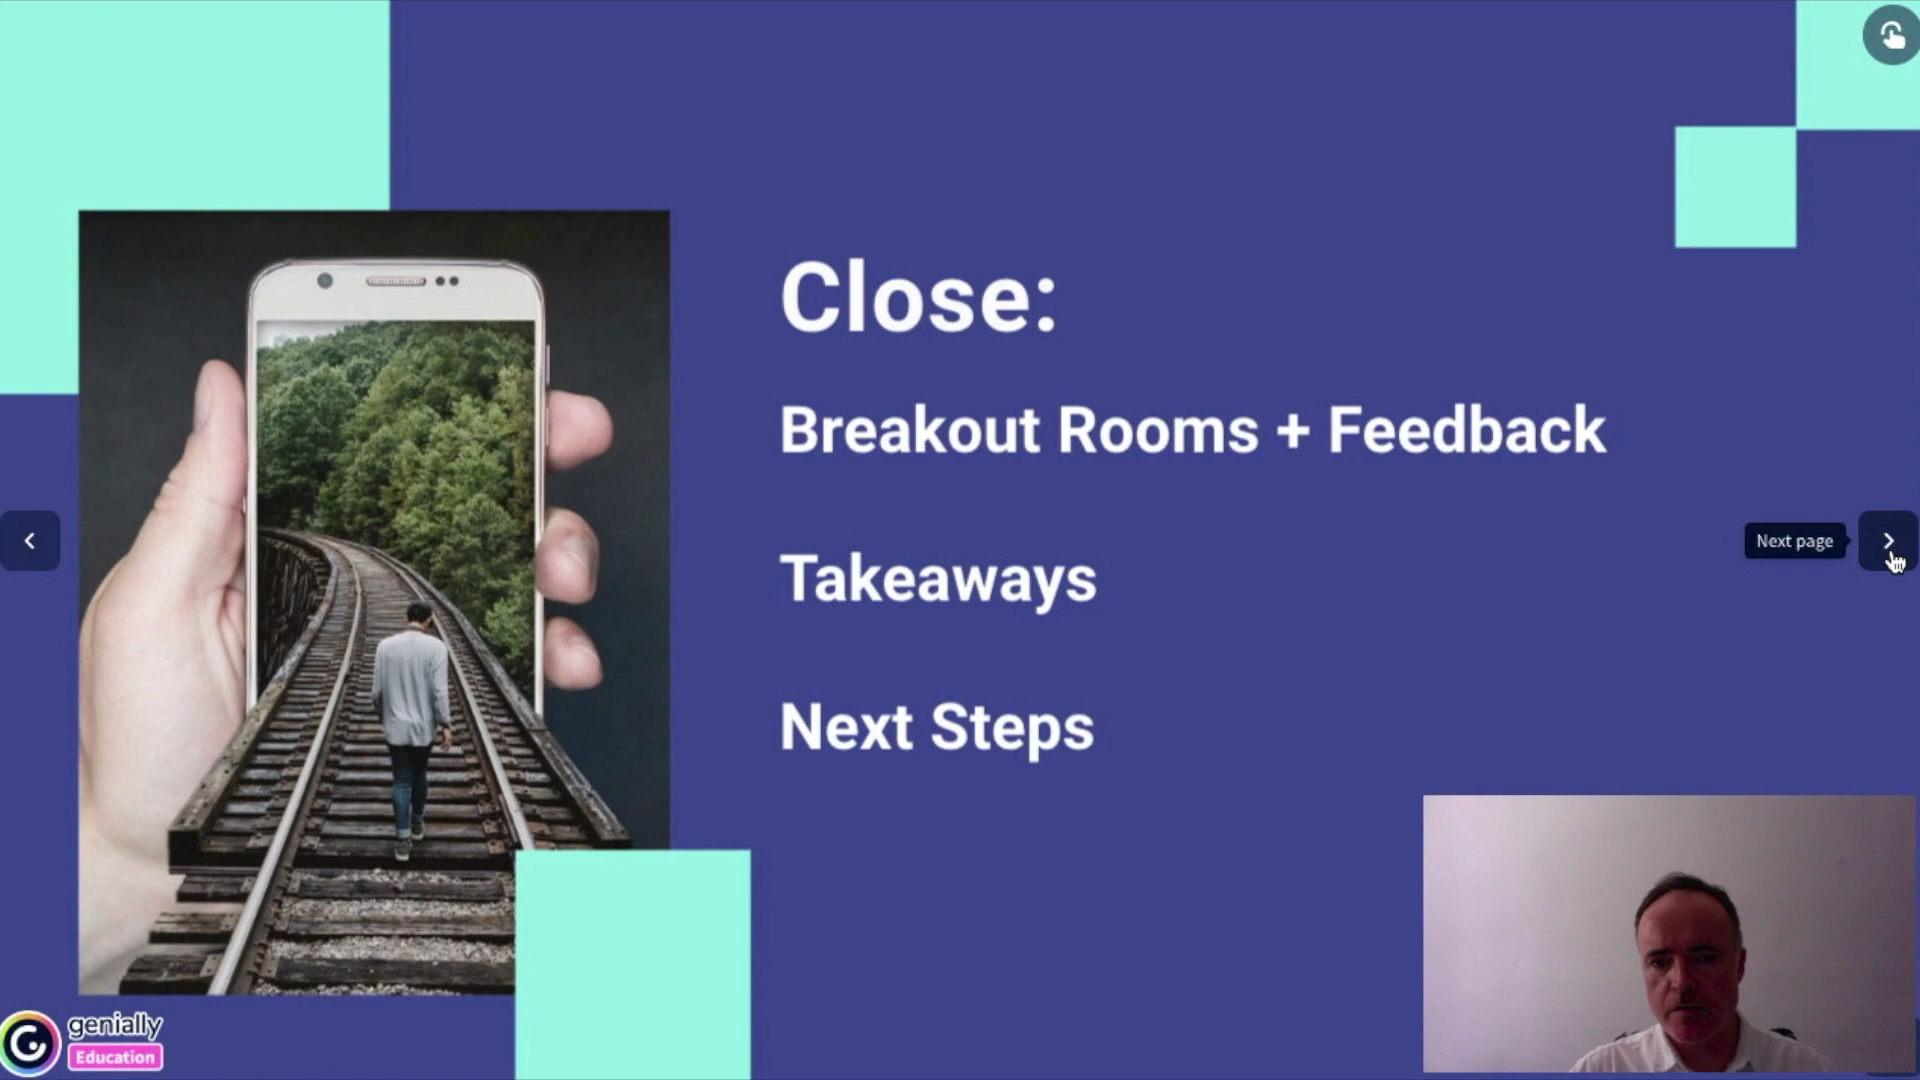 Close:
Breakout Rooms + Feedback
Takeaways
Next Steps
Next page
genially
Education